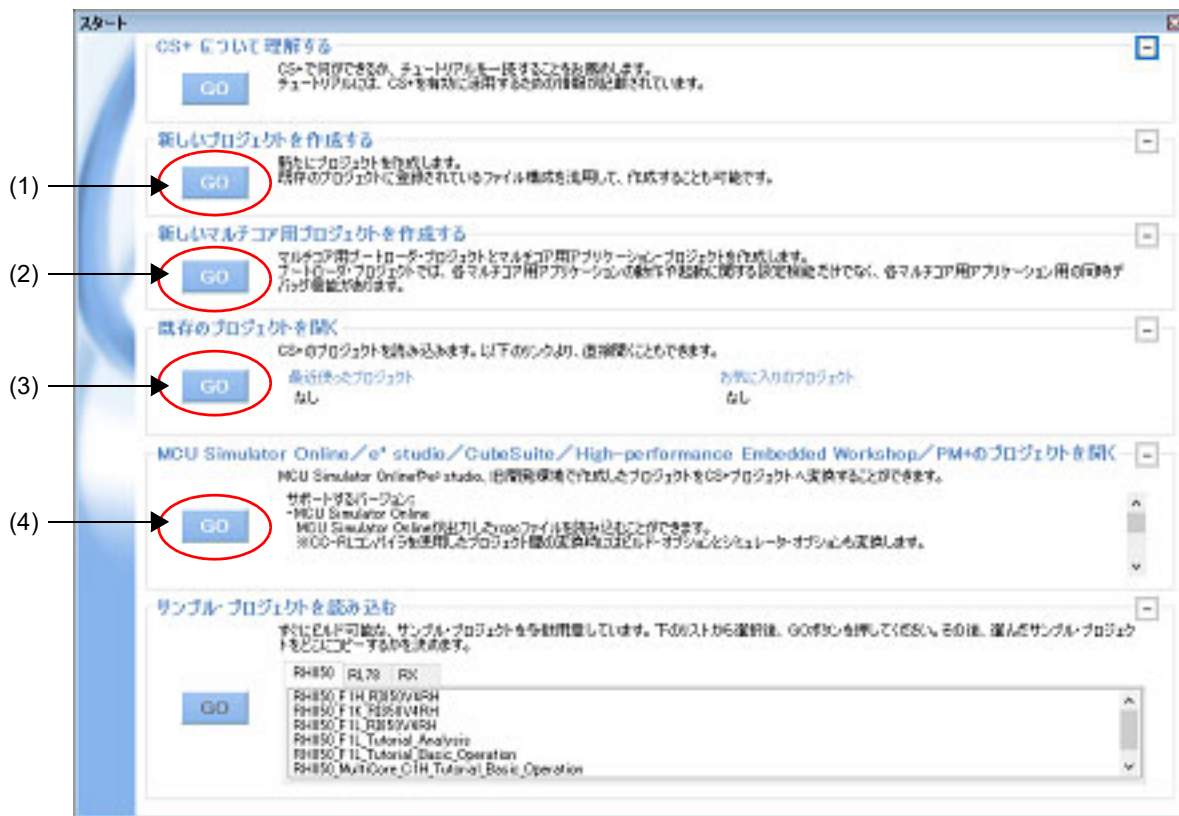 スタート
CS+ について理解する
CS+で何ができるか、チュートリアルを一読することをお薦めします。
GO
チュートリアルには、CS+を有効に活用するための情報が記載されています。
新しいプロジェクトを作成する
新たにプロジェクトを作成します。
(1)
GO
既存のプロジェクトに登録されているファイル構成を流用して、作成することも可能です。
新しいマルチコア用プロジェクトを作成する
マルチコア用ブートローダ・プロジェクトとマルチコア用アプリケーション・プロジェクトを作成します。
(2)
GO
ブートローダ・プロジェクトでは、各マルチコア用アプリケーションの動作や起動に関する設定機能だけでなく、各マルチコア用アプリケーション用の同時デ
バッグ機能があります。
既存のプロジェクトを開く
CS+のプロジェクトを読み込みます。以下のリンクより、直接開くこともできます。
(3)
GO
最近使ったプロジェクト
お気に入りのプロジェクト
なし
なし
MCU Simulator Online／e² studio／CubeSuite／High-performance Embedded Workshop／PM+のプロジェクトを開く
MCU Simulator Onlineやe² studio、旧開発環境で作成したプロジェクトをCS+プロジェクトへ変換することができます。
サポートするバージョン:
(4)
GO
・MCU Simulator Online
MCU Simulator Onlineが出力したmtpcファイルを読み込むことができます。
※CC-RLコンパイラを使用したプロジェクト間の変換時にはビルド・オプションとシミュレータ・オプションも変換します。
サンプル・プロジェクトを読み込む
すぐにビルド可能な、サンプル・プロジェクトを多数用意しています。下のリストから選択後、GOボタンを押してください。その後、選んだサンプル・プロジェク
トをどこにコピーするかを決めます。
RH850 RL78 RX
GO
RH850_F1H_RI850V4RH
RH850_F1K_RI850V4RH
RH850_F1L_RI850V4RH
RH850_F1L_Tutorial_Analysis
RH850_F1L_Tutorial_Basic_Operation
RH850_MultiCore_C1H_Tutorial_Basic_Operation